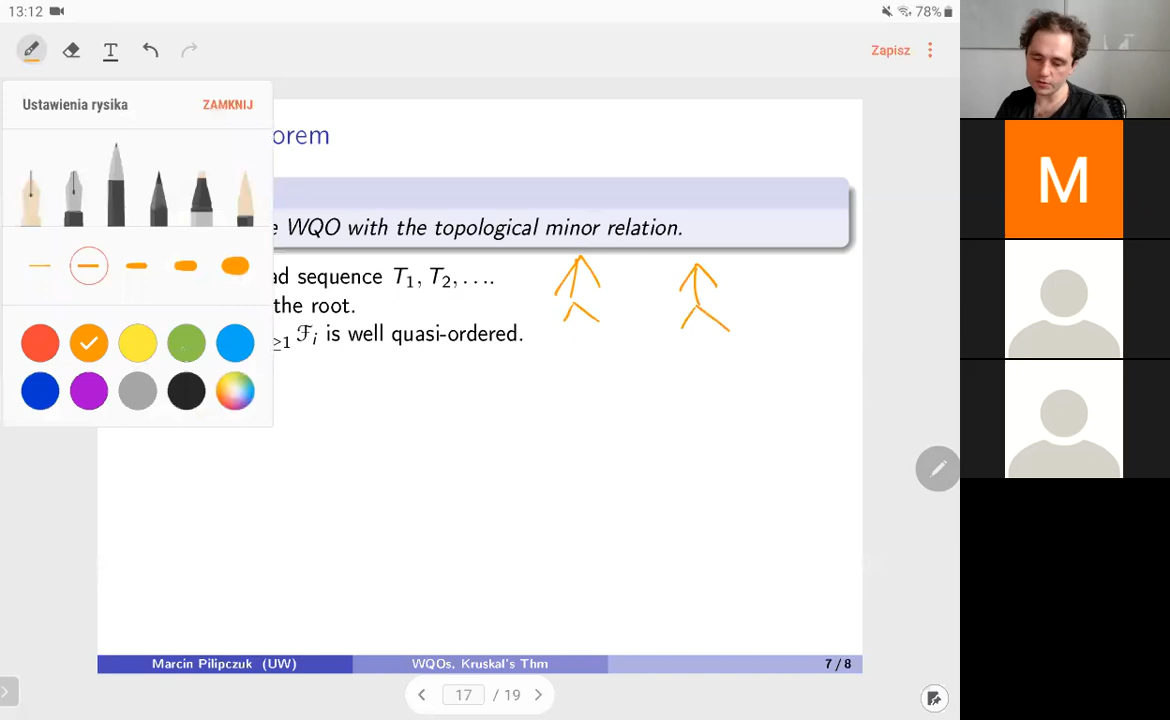 13:12
78%
T
Zapisz
Ustawienia rysika
ZAMKNIJ
orem
e WQO with the topological minor relation.
ad sequence T₁, T₂, ….
the root.
≥1 ℱᵢ is well quasi-ordered.
M
Marcin Pilipczuk (UW)
WQOs, Kruskal's Thm
7 / 8
17 / 19